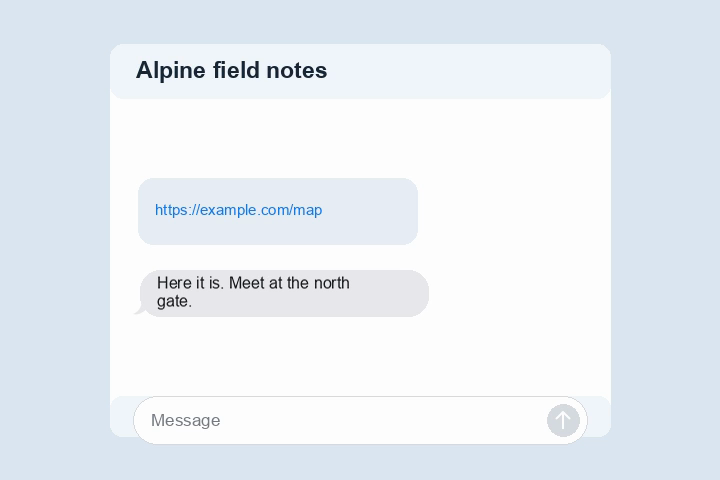 Alpine field notes
https://example.com/map
Here it is. Meet at the north
gate.
Message